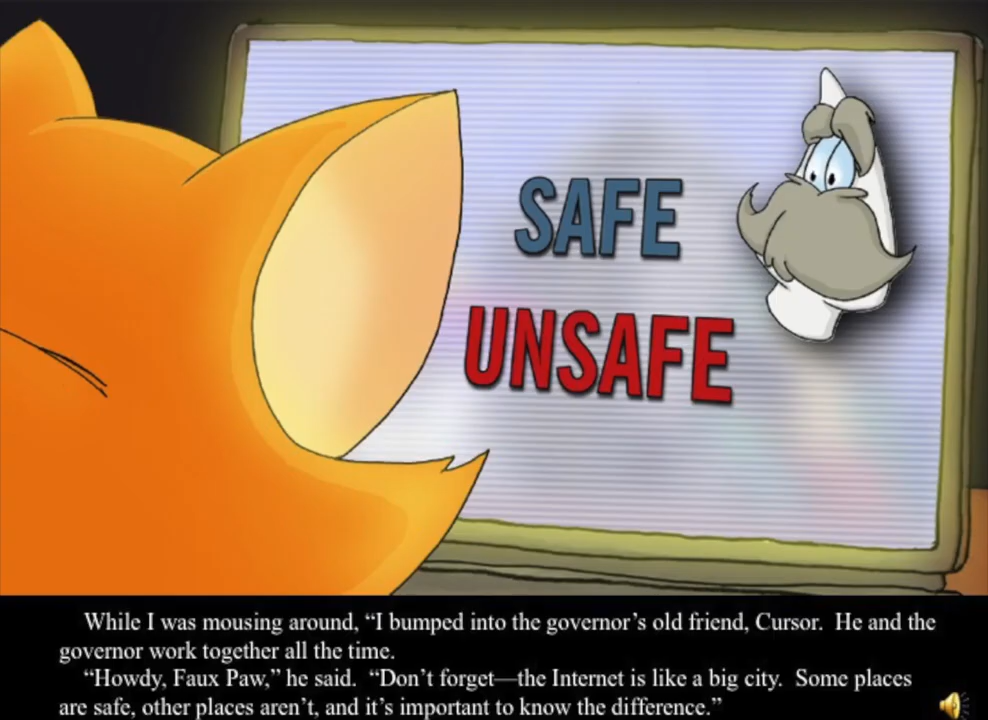 SAFE
UNSAFE
While I was mousing around, “I bumped into the governor’s old friend, Cursor. He and the
governor work together all the time.
“Howdy, Faux Paw,” he said. “Don’t forget—the Internet is like a big city. Some places
are safe, other places aren’t, and it’s important to know the difference.”